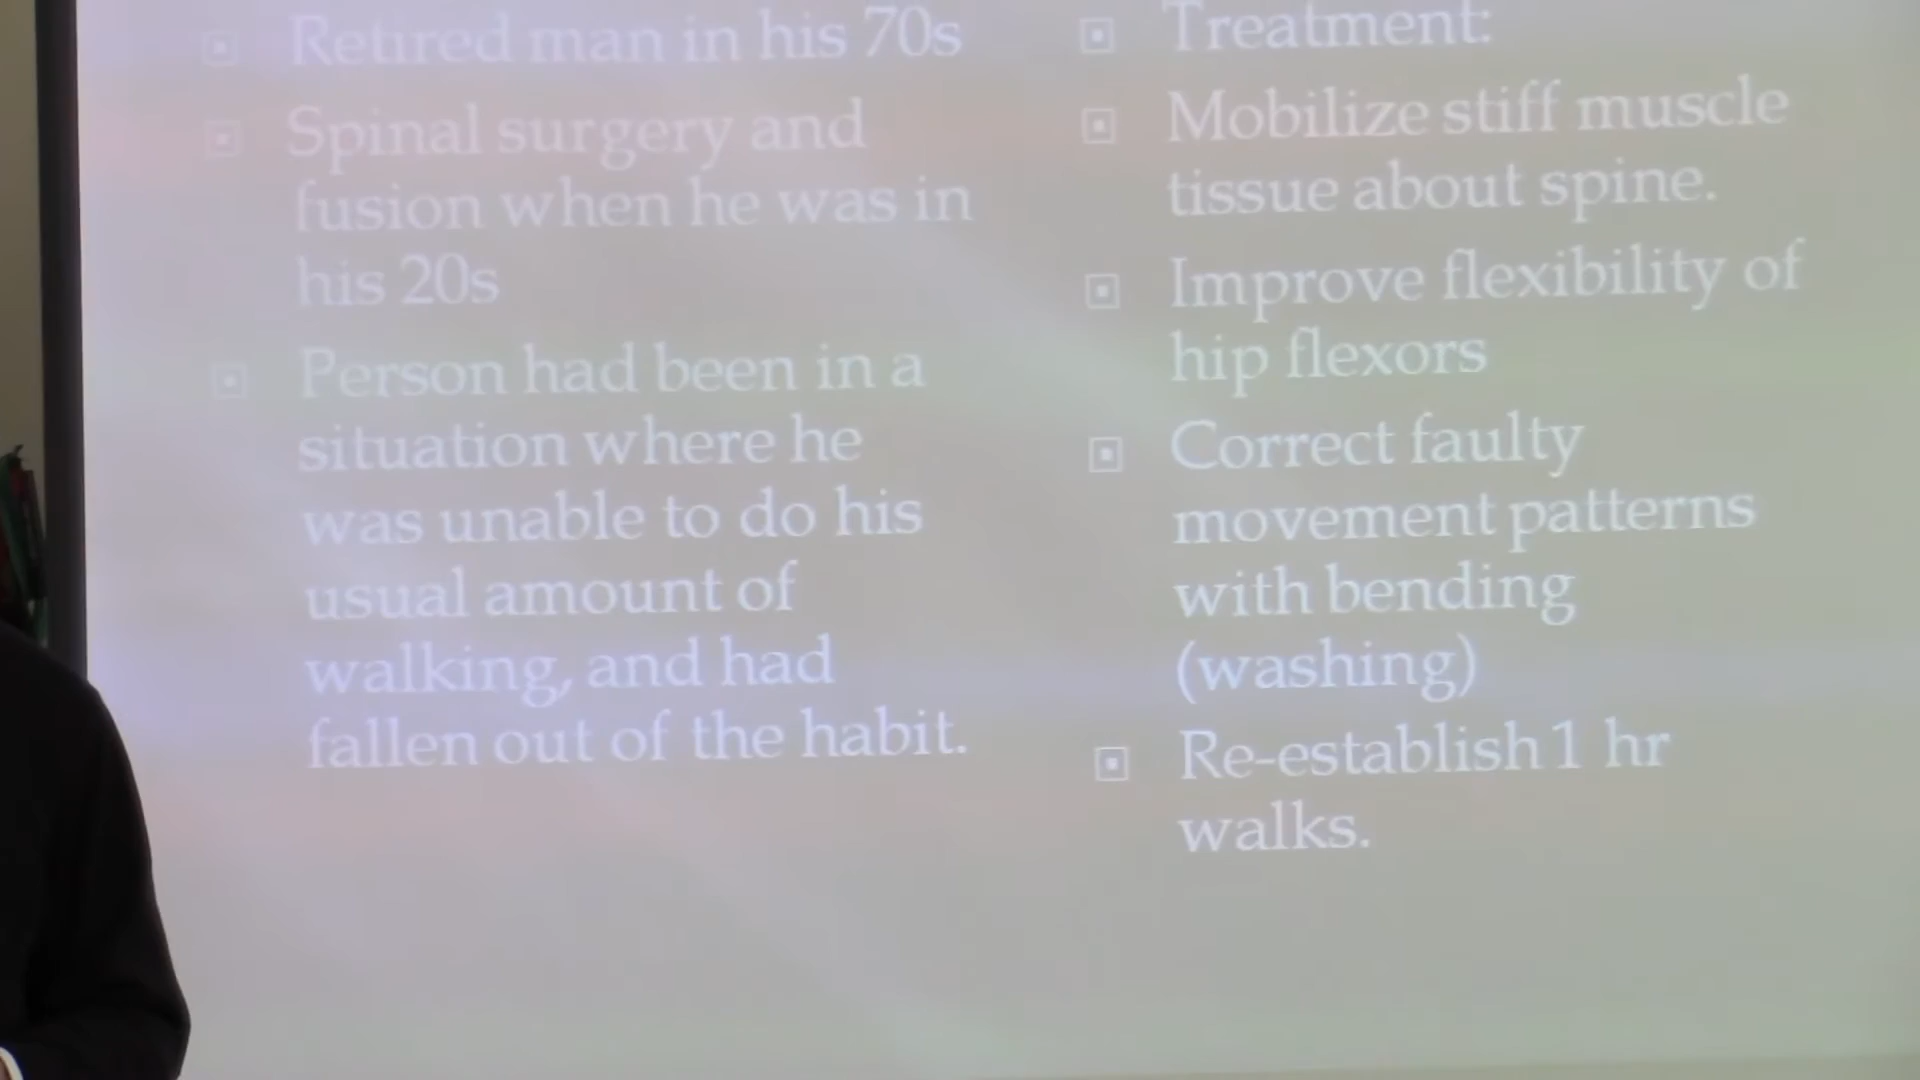 Retired man in his 70s
Spinal surgery and
fusion when he was in
his 20s
Person had been in a
situation where he
was unable to do his
usual amount of
walking, and had
fallen out of the habit.
Treatment:
Mobilize stiff muscle
tissue about spine.
Improve flexibility of
hip flexors
Correct faulty
movement patterns
with bending
(washing)
Re-establish 1 hr
walks.